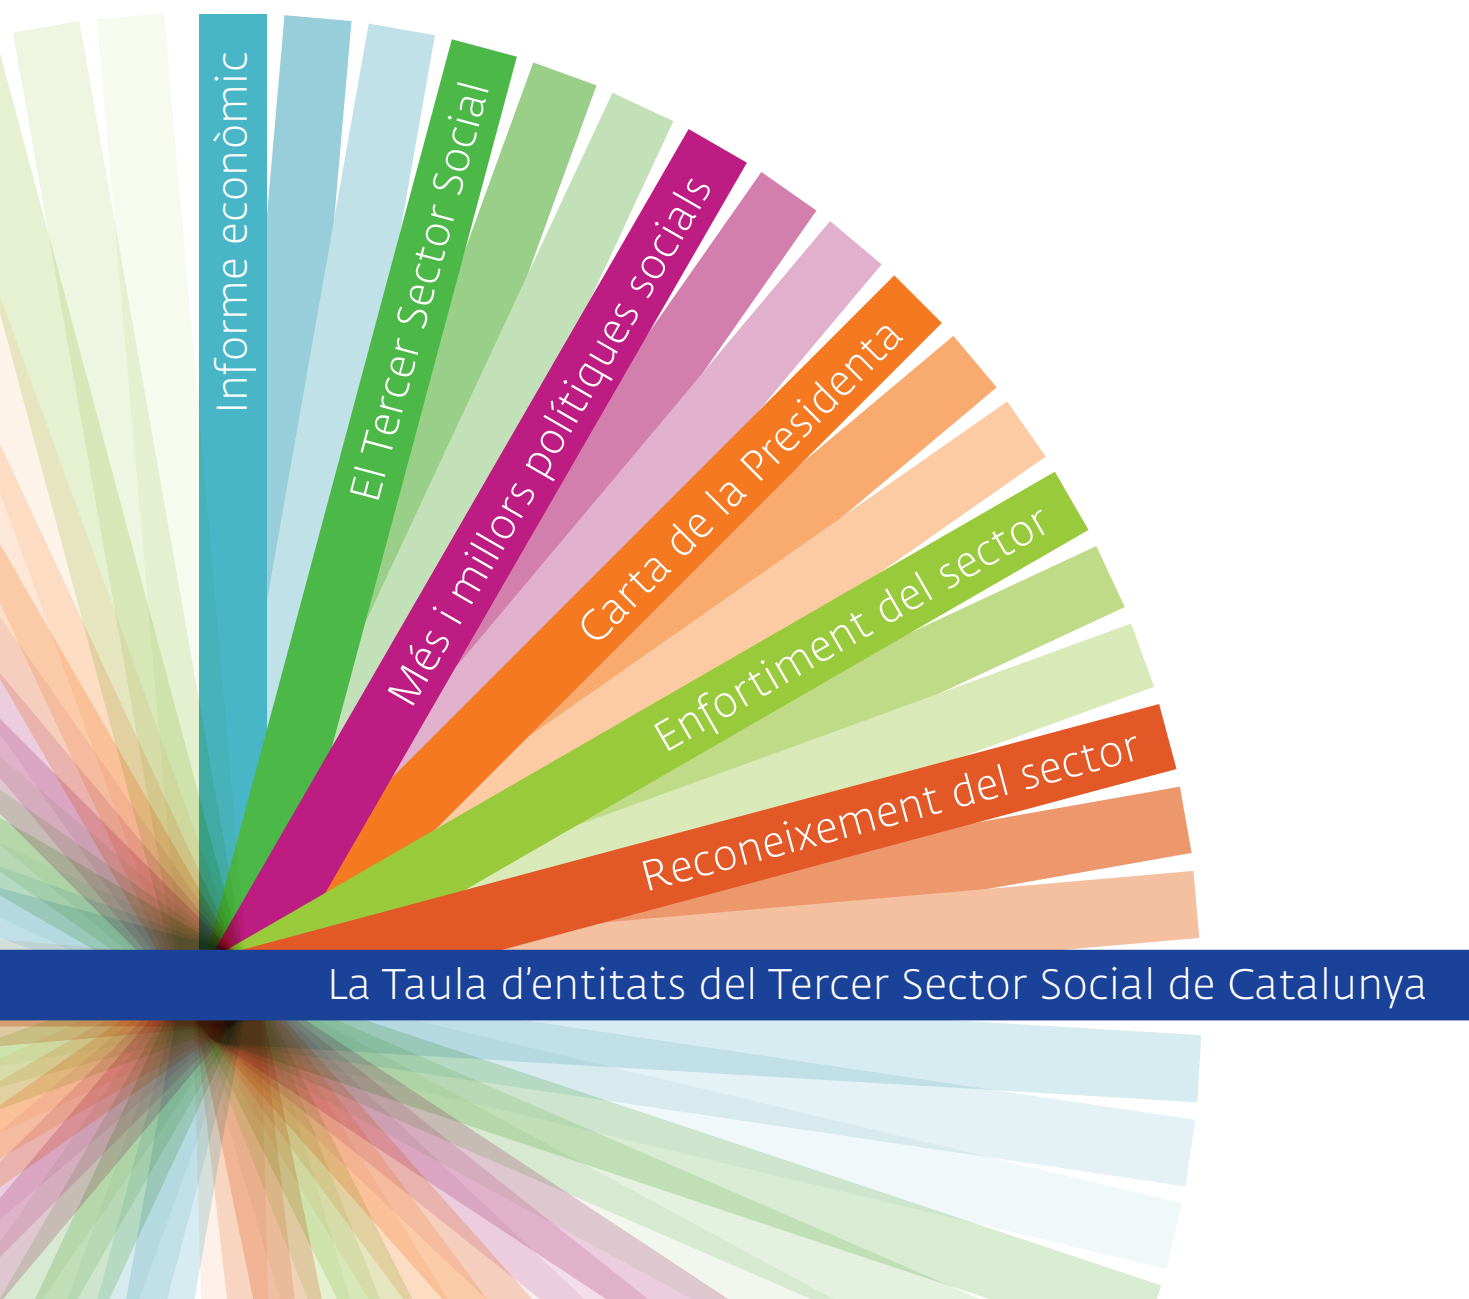 Informe econòmic
El Tercer Sector Social
Més i millors polítiques socials
Carta de la Presidenta
Enfortiment del sector
Reconeixement del sector
La Taula d’entitats del Tercer Sector Social de Catalunya